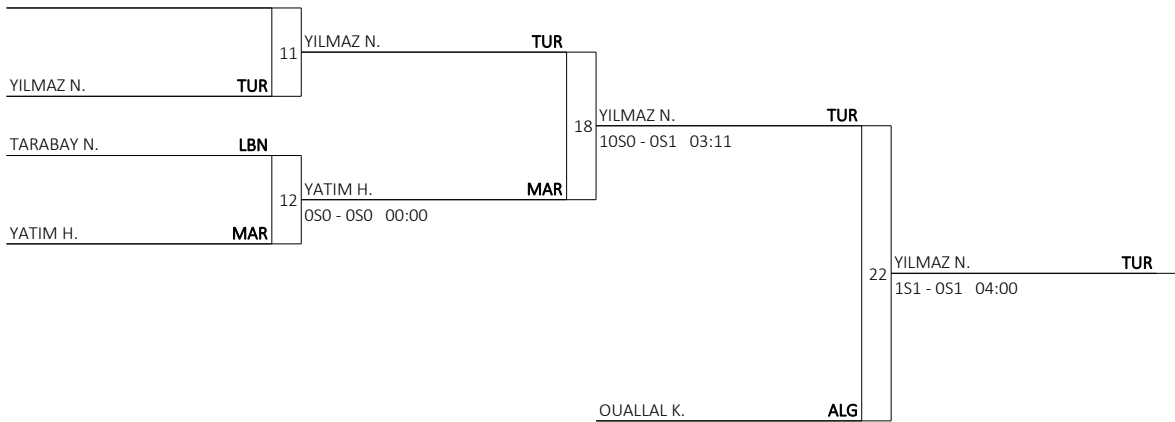 11
YILMAZ N. TUR
YILMAZ N. TUR
18
YILMAZ N. TUR
10S0 - 0S1 03:11
TARABAY N. LBN
12
YATIM H. MAR
0S0 - 0S0 00:00
YATIM H. MAR
22
YILMAZ N. TUR
1S1 - 0S1 04:00
OUALLAL K. ALG